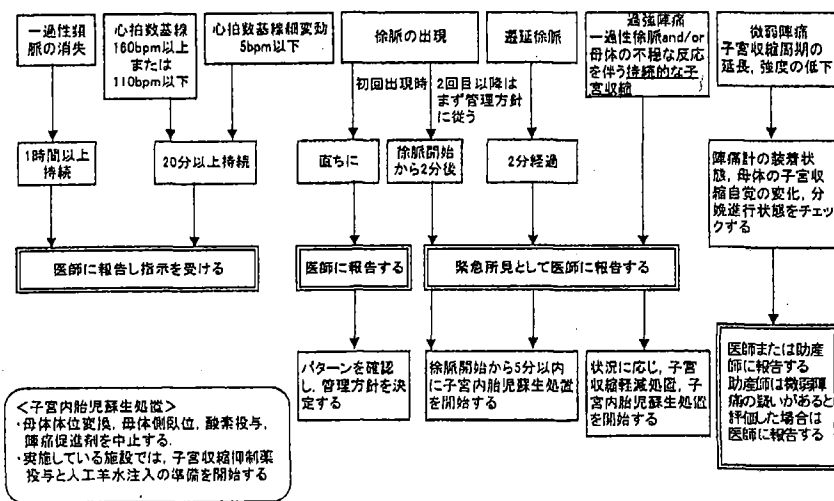 一過性頻
脈の消失
心拍数基線
160bpm以上
または
110bpm以下
心拍数基線細変動
5bpm以下
徐脈の出現
遷延徐脈
過強陣痛
一過性徐脈and/or
母体の不穏な反応
を伴う持続的な子
宮収縮
微弱陣痛
子宮収縮周期の
延長，強度の低下
初回出現時
2回目以降は
まず管理方針
に従う
1時間以上
持続
20分以上持続
直ちに
徐脈開始
から2分後
2分経過
陣痛計の装着状
態，母体の子宮収
縮自覚の変化，分
娩進行状態をチェッ
クする
医師に報告し指示を受ける
医師に報告する
緊急所見として医師に報告する
パターンを確認
し，管理方針を決
定する
徐脈開始から5分以内
に子宮内胎児蘇生処置
を開始する
状況に応じ，子宮
収縮軽減処置，子
宮内胎児蘇生処置
を開始する
医師または助産
師に報告する
助産師は微弱陣
痛の疑いがあると
評価した場合は
医師に報告する
＜子宮内胎児蘇生処置＞
・母体体位変換，母体側臥位，酸素投与，
陣痛促進剤を中止する．
・実施している施設では，子宮収縮抑制薬
投与と人工羊水注入の準備を開始する